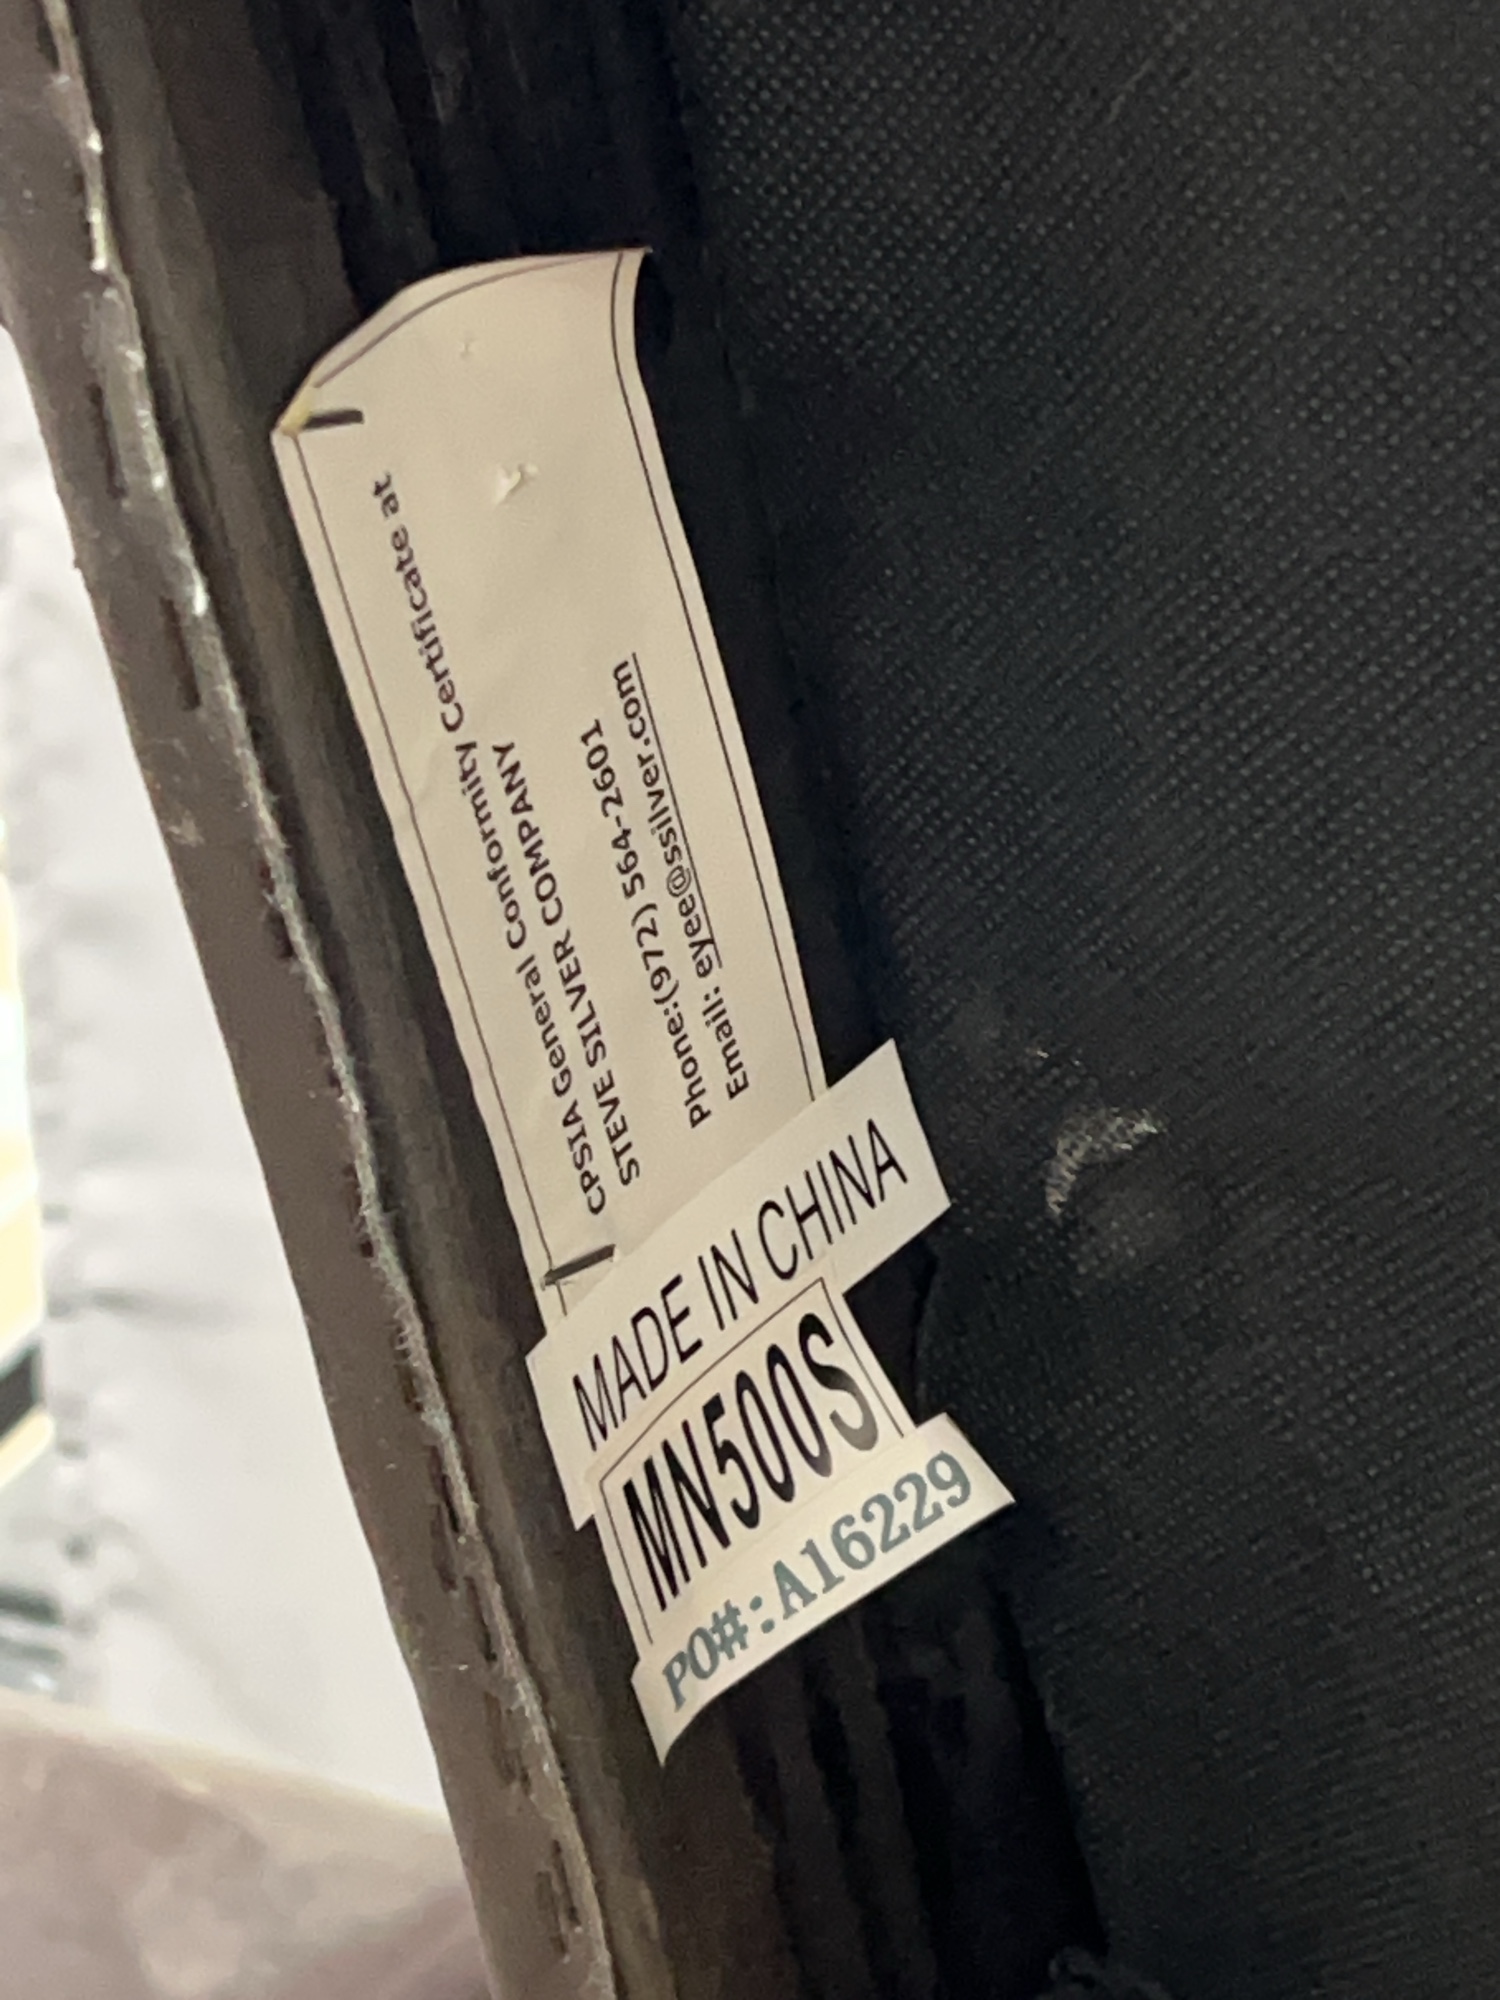 CPSIA General Conformity Certificate at
STEVE SILVER COMPANY
Phone:(972) 564-2601
Email: eyee@sssilver.com
MADE IN CHINA
MN500S
PO#:A16229